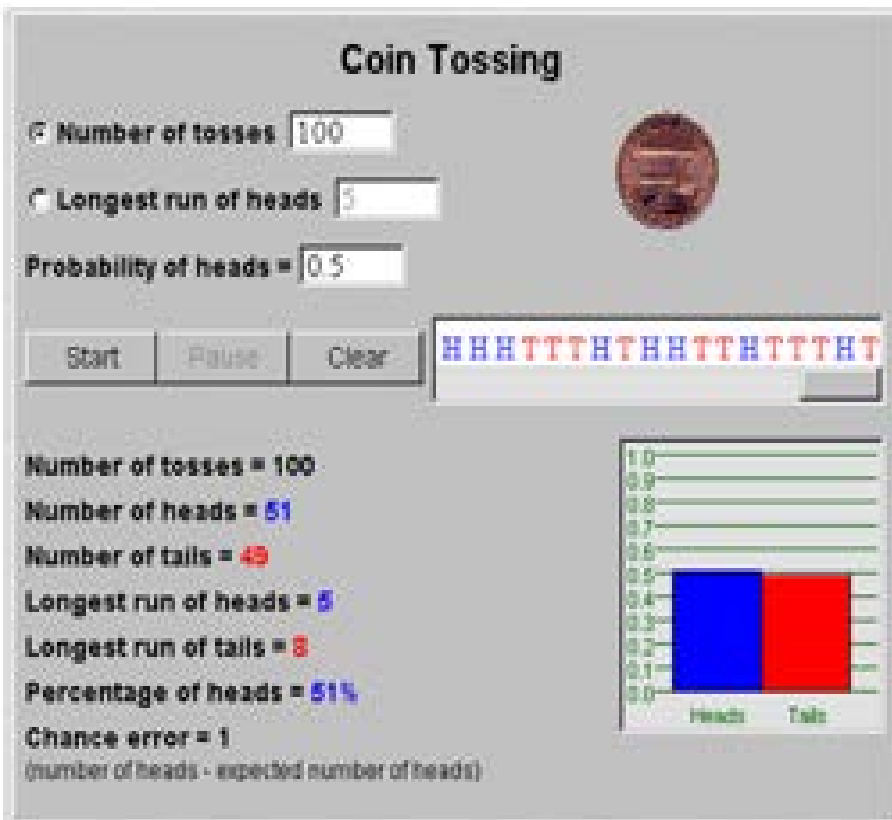 Coin Tossing
Number of tosses 100
Longest run of heads 5
Probability of heads = 0.5
Start Pause Clear
HHHTTTHTHHTTHTTTHT
Number of tosses = 100
Number of heads = 51
Number of tails = 49
Longest run of heads = 5
Longest run of tails = 8
Percentage of heads = 51%
Chance error = 1
(number of heads - expected number of heads)
1.0
0.9
0.8
0.7
0.6
0.5
0.4
0.3
0.2
0.1
0.0
Heads Tails